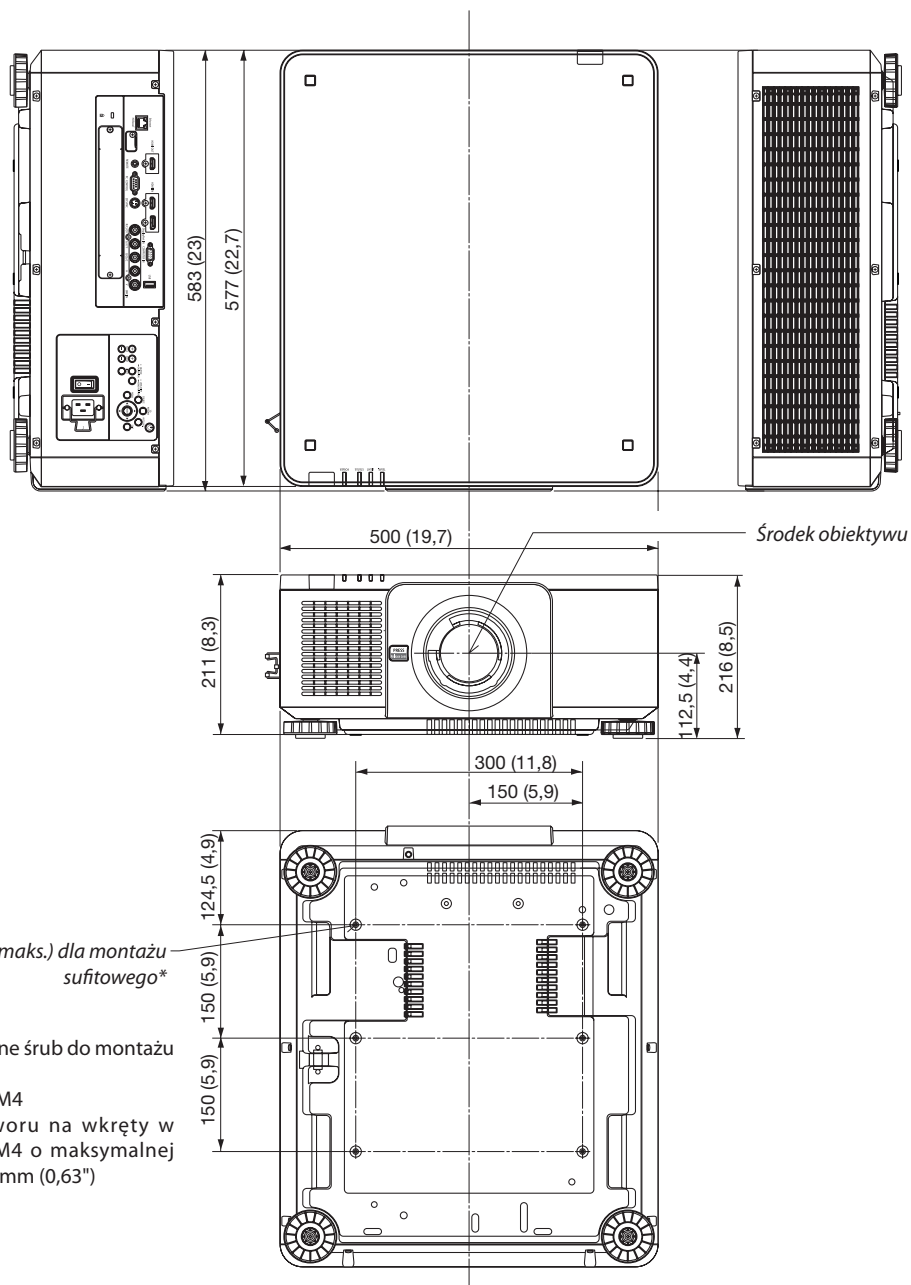 583 (23)
577 (22,7)
500 (19,7)
Środek obiektywu
211 (8,3)
PRESS
112,5 (4,4)
216 (8,5)
300 (11,8)
150 (5,9)
124,5 (4,9)
150 (5,9)
150 (5,9)
maks.) dla montażu
sufitowego*
ne śrub do montażu
M4
woru na wkręty w
M4 o maksymalnej
mm (0,63")